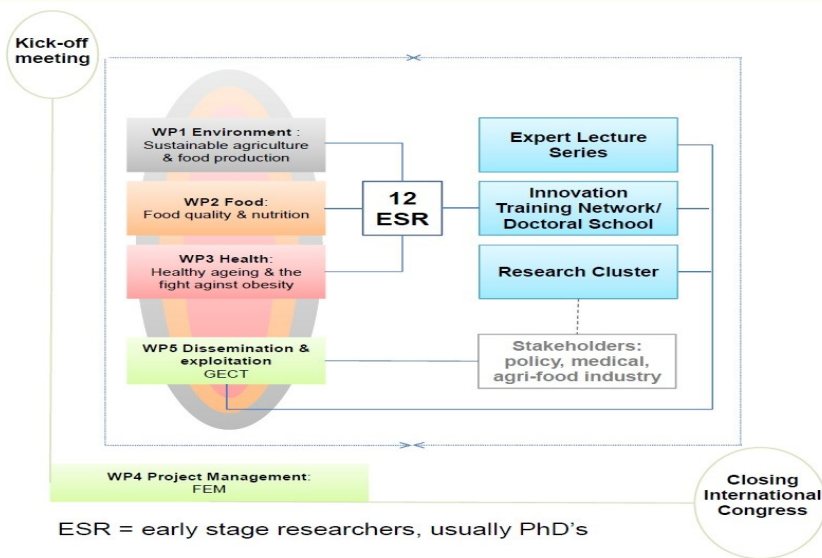 Kick-off
meeting
WP1 Environment :
Sustainable agriculture
& food production
WP2 Food:
Food quality & nutrition
WP3 Health:
Healthy ageing & the
fight against obesity
WP5 Dissemination &
exploitation
GECT
12
ESR
Expert Lecture
Series
Innovation
Training Network/
Doctoral School
Research Cluster
Stakeholders:
policy, medical,
agri-food industry
WP4 Project Management:
FEM
Closing
International
Congress
ESR = early stage researchers, usually PhD's